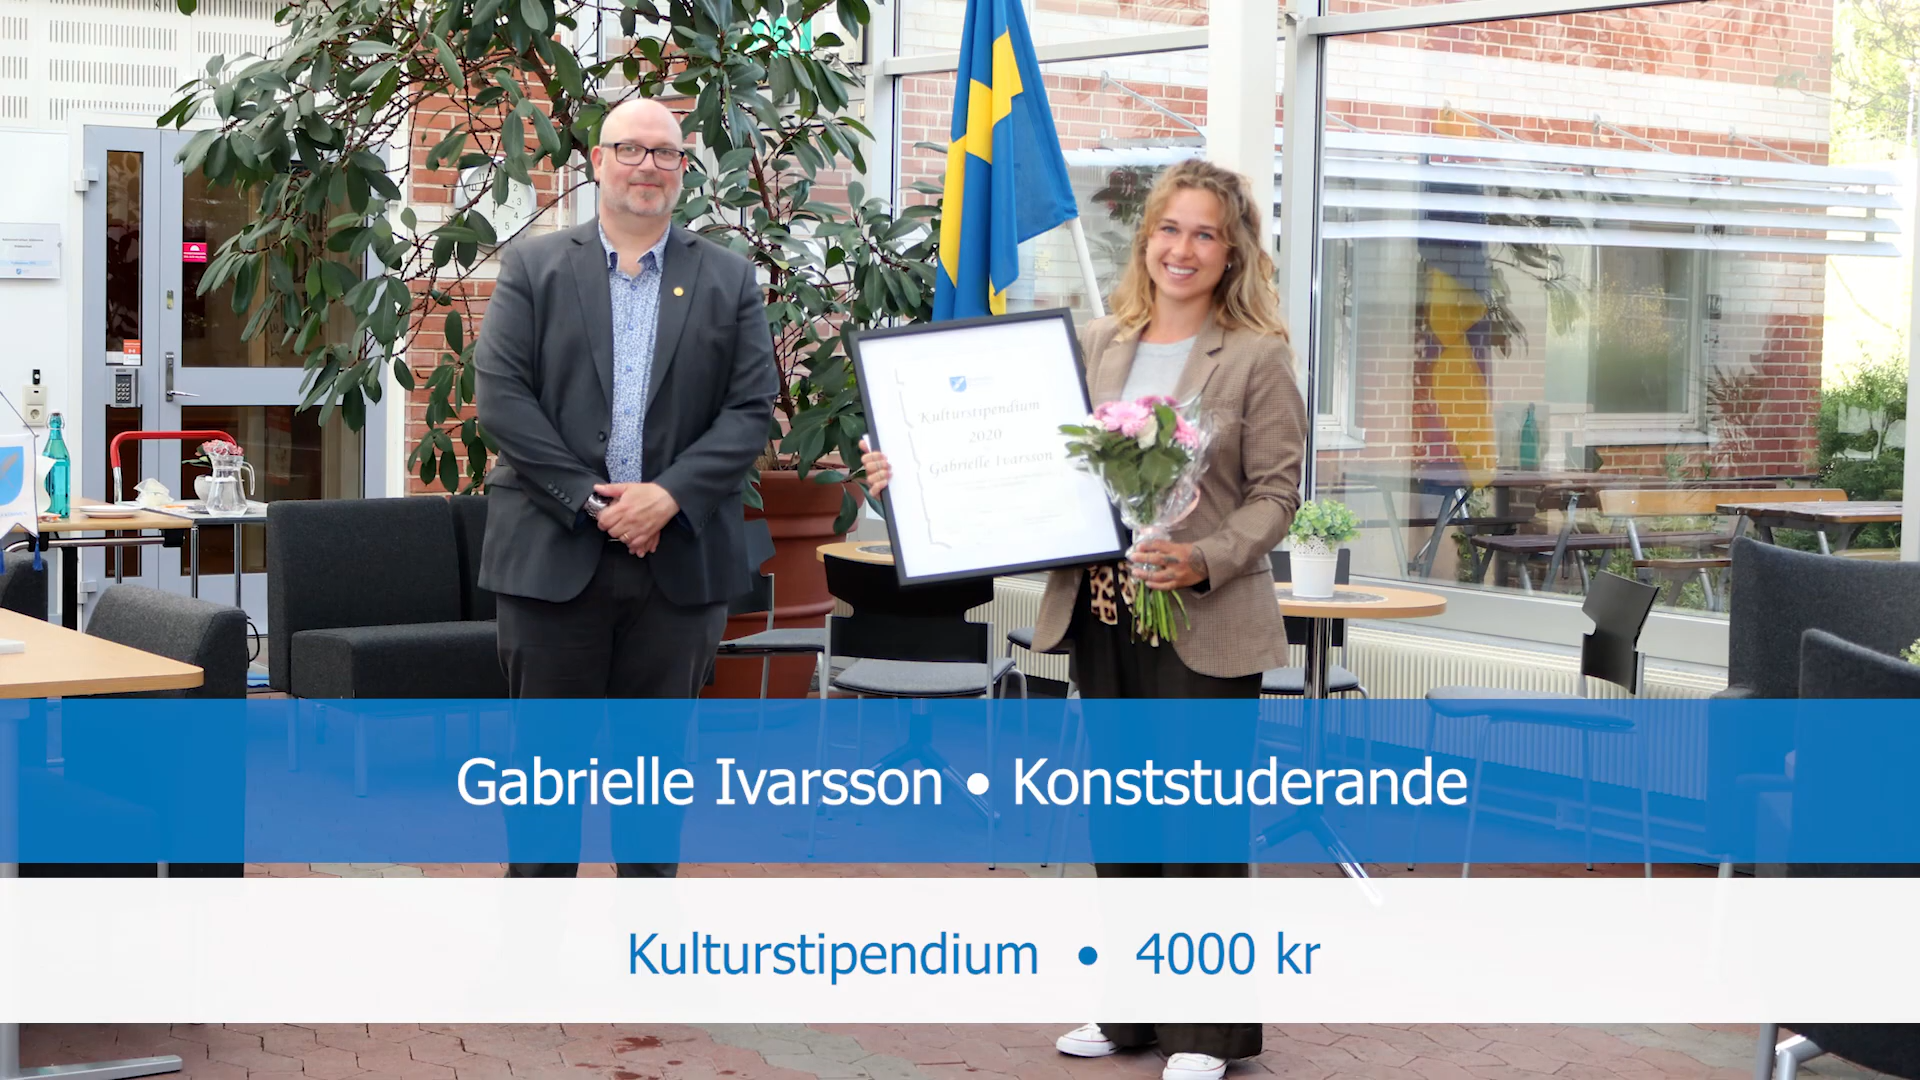 Kulturstipendium
2020
Gabrielle Ivarsson
Gabrielle Ivarsson • Konststuderande
Kulturstipendium • 4000 kr